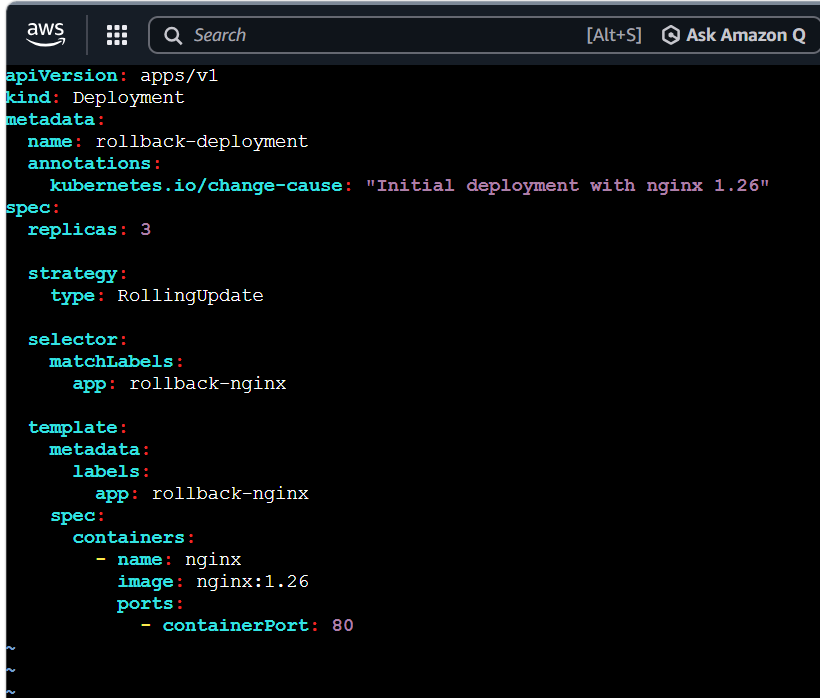 aws
Search [Alt+S] Ask Amazon Q
apiVersion: apps/v1
kind: Deployment
metadata:
  name: rollback-deployment
  annotations:
    kubernetes.io/change-cause: "Initial deployment with nginx 1.26"
spec:
  replicas: 3

  strategy:
    type: RollingUpdate

  selector:
    matchLabels:
      app: rollback-nginx

  template:
    metadata:
      labels:
        app: rollback-nginx
    spec:
      containers:
        - name: nginx
          image: nginx:1.26
          ports:
            - containerPort: 80
~
~
~